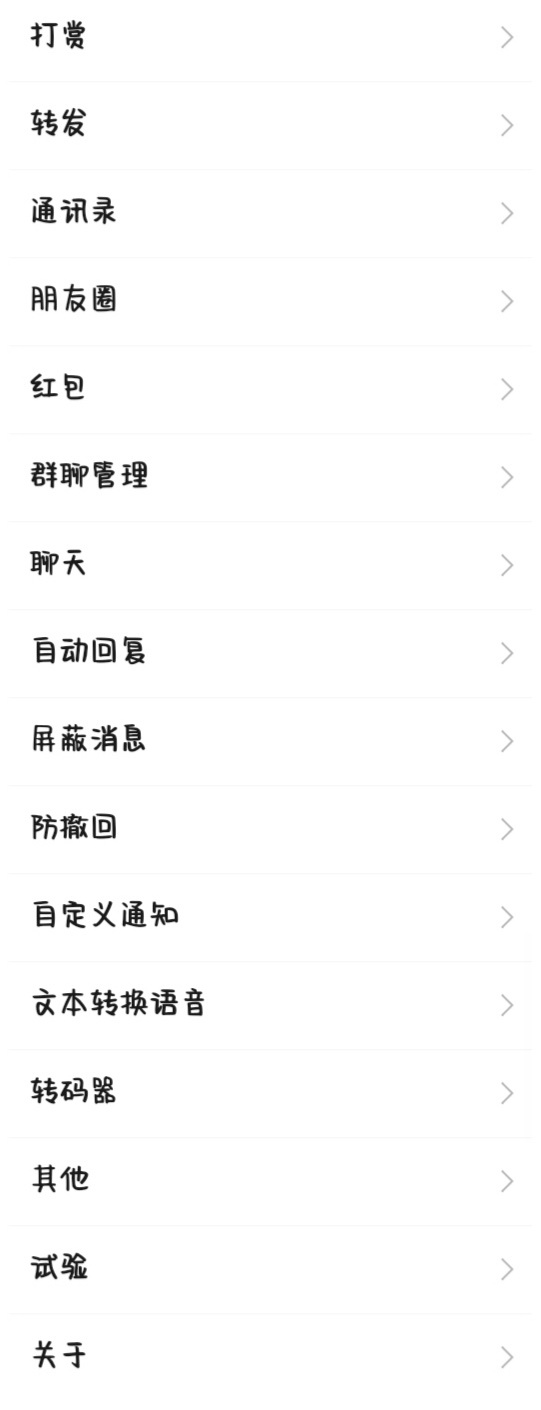 打赏
转发
通讯录
朋友圈
红包
群聊管理
聊天
自动回复
屏蔽消息
防撤回
自定义通知
文本转换语音
转码器
其他
试验
关于